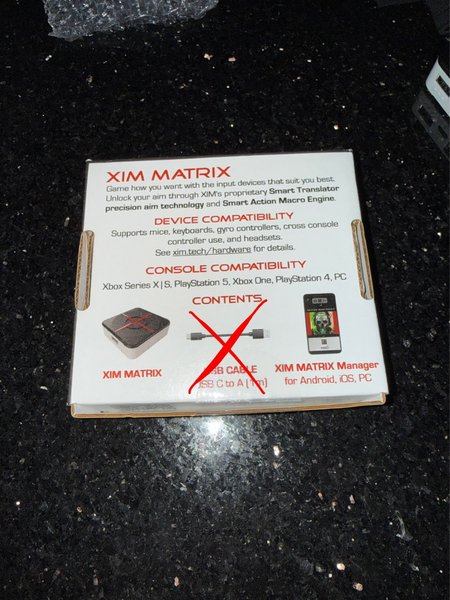 XIM MATRIX
Game how you want with the input devices that suit you best.
Unlock your aim through XIM's proprietary Smart Translator
precision aim technology and Smart Action Macro Engine.
DEVICE COMPATIBILITY
Supports mice, keyboards, gyro controllers, cross console
controller use, and headsets.
See xim.tech/hardware for details.
CONSOLE COMPATIBILITY
Xbox Series X|S, PlayStation 5, Xbox One, PlayStation 4, PC
CONTENTS
XIM MATRIX
USB CABLE
USB C to A [1m]
XIM MATRIX Manager
for Android, iOS, PC